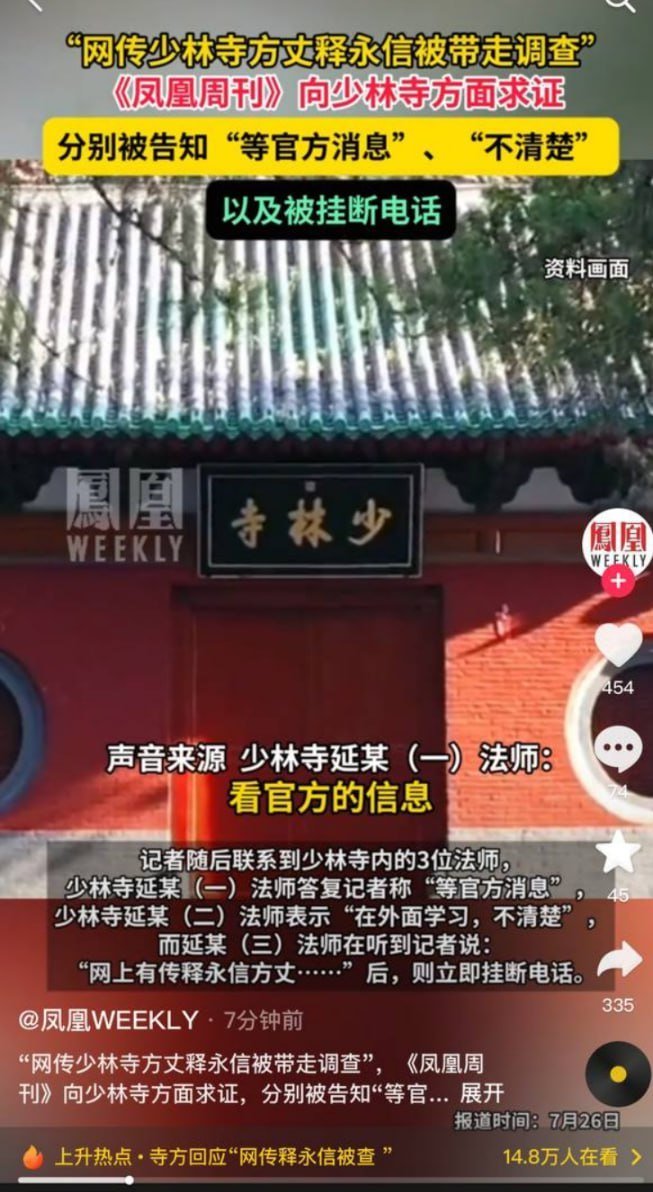 “网传少林寺方丈释永信被带走调查”
《凤凰周刊》向少林寺方面求证
分别被告知“等官方消息”、“不清楚”
以及被挂断电话
资料画面
鳳凰
WEEKLY
寺林少
鳳凰
WEEKLY
454
74
45
335
声音来源 少林寺延某（一）法师：
看官方的信息
记者随后联系到少林寺内的3位法师，
少林寺延某（一）法师答复记者称“等官方消息”，
少林寺延某（二）法师表示“在外面学习，不清楚”，
而延某（三）法师在听到记者说：
“网上有传释永信方丈……”后，则立即挂断电话。
@凤凰WEEKLY · 7分钟前
“网传少林寺方丈释永信被带走调查”，《凤凰周
刊》向少林寺方面求证，分别被告知“等官... 展开
报道时间：7月26日
上升热点·寺方回应“网传释永信被查 ” 14.8万人在看